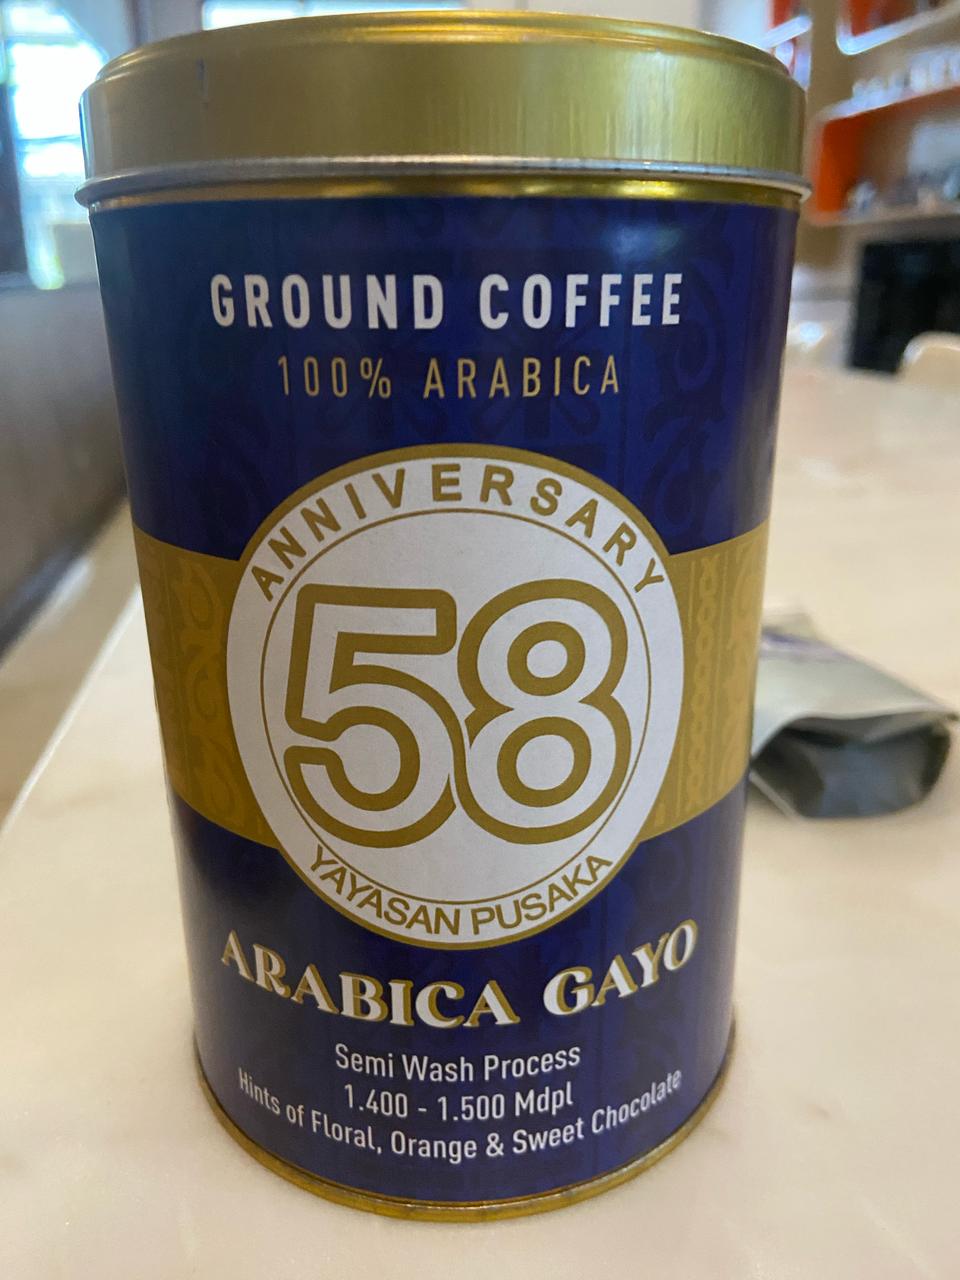 GROUND COFFEE
100% ARABICA
ANNIVERSARY
58
YAYASAN PUSAKA
ARABICA GAYO
Semi Wash Process
1.400 - 1.500 Mdpl
Hints of Floral, Orange & Sweet Chocolate